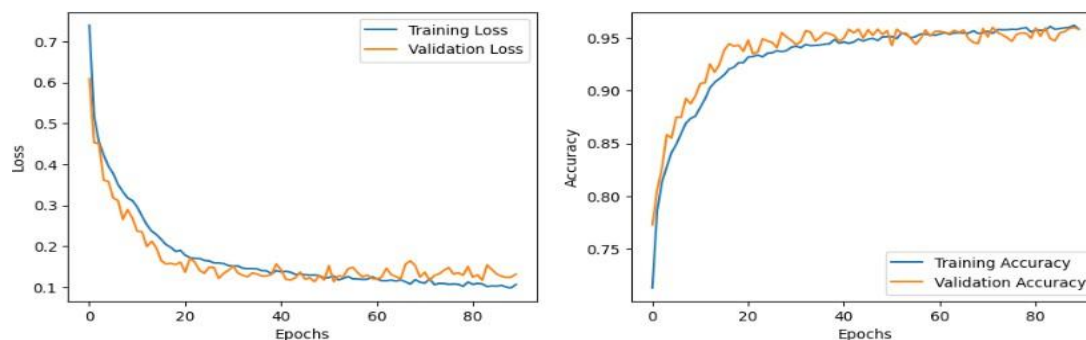 Training Loss
Validation Loss
0.7
0.6
0.5
0.4
0.3
0.2
0.1
Loss
0 20 40 60 80
Epochs
0.95
0.90
0.85
0.80
0.75
Accuracy
Training Accuracy
Validation Accuracy
0 20 40 60 80
Epochs